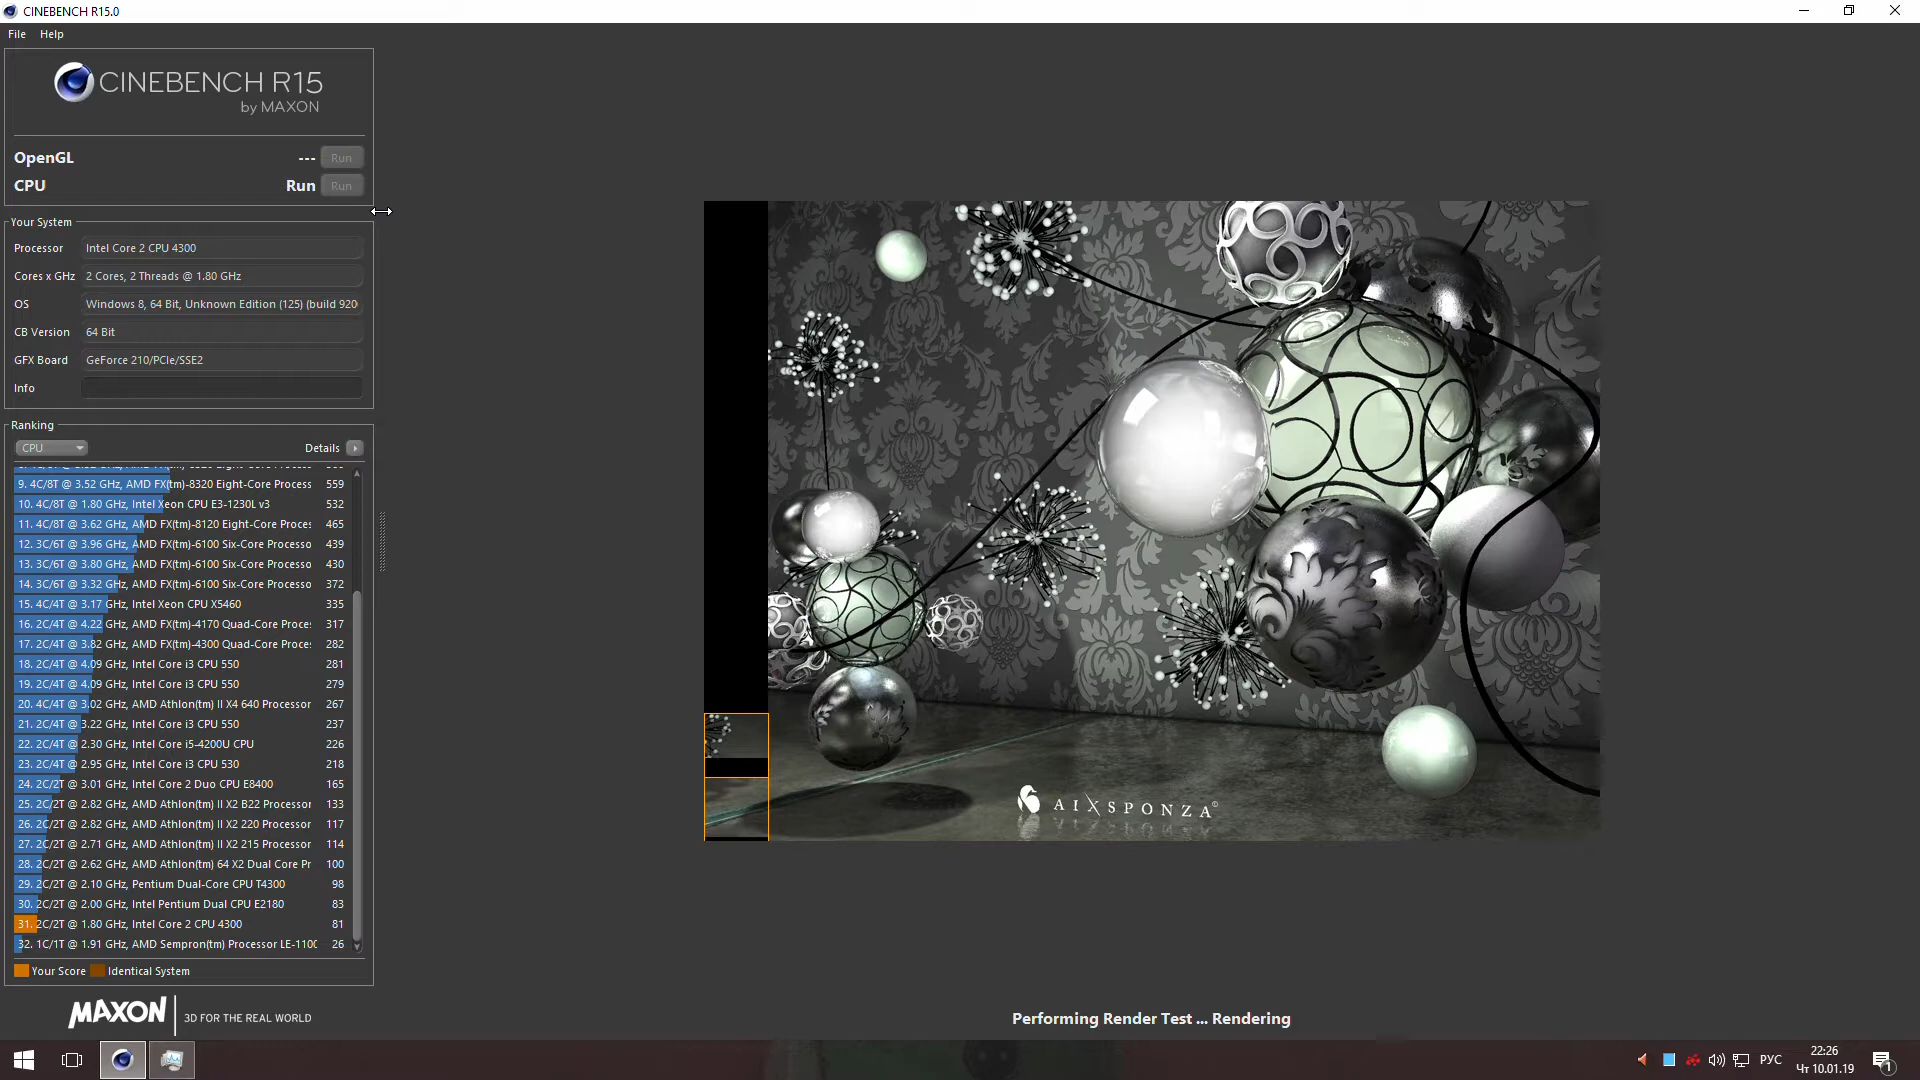 CINEBENCH R15.0
File Help
CINEBENCH R15
by MAXON
OpenGL --- Run
CPU Run Run
Your System
Processor Intel Core 2 CPU 4300
Cores x GHz 2 Cores, 2 Threads @ 1.80 GHz
OS Windows 8, 64 Bit, Unknown Edition (125) (build 920
CB Version 64 Bit
GFX Board GeForce 210/PCIe/SSE2
Info
Ranking
CPU Details
9. 4C/8T @ 3.52 GHz, AMD FX(tm)-8320 Eight-Core Process 559
10. 4C/8T @ 1.80 GHz, Intel Xeon CPU E3-1230L v3 532
11. 4C/8T @ 3.62 GHz, AMD FX(tm)-8120 Eight-Core Proces 465
12. 3C/6T @ 3.96 GHz, AMD FX(tm)-6100 Six-Core Processo 439
13. 3C/6T @ 3.80 GHz, AMD FX(tm)-6100 Six-Core Processo 430
14. 3C/6T @ 3.32 GHz, AMD FX(tm)-6100 Six-Core Processo 372
15. 4C/4T @ 3.17 GHz, Intel Xeon CPU X5460 335
16. 2C/4T @ 4.22 GHz, AMD FX(tm)-4170 Quad-Core Proces 317
17. 2C/4T @ 3.82 GHz, AMD FX(tm)-4300 Quad-Core Proces 282
18. 2C/4T @ 4.09 GHz, Intel Core i3 CPU 550 281
19. 2C/4T @ 4.09 GHz, Intel Core i3 CPU 550 279
20. 4C/4T @ 3.02 GHz, AMD Athlon(tm) II X4 640 Processor 267
21. 2C/4T @ 3.22 GHz, Intel Core i3 CPU 550 237
22. 2C/4T @ 2.30 GHz, Intel Core i5-4200U CPU 226
23. 2C/4T @ 2.95 GHz, Intel Core i3 CPU 530 218
24. 2C/2T @ 3.01 GHz, Intel Core 2 Duo CPU E8400 165
25. 2C/2T @ 2.82 GHz, AMD Athlon(tm) II X2 B22 Processor 133
26. 2C/2T @ 2.82 GHz, AMD Athlon(tm) II X2 220 Processor 117
27. 2C/2T @ 2.71 GHz, AMD Athlon(tm) II X2 215 Processor 114
28. 2C/2T @ 2.62 GHz, AMD Athlon(tm) 64 X2 Dual Core Pr 100
29. 2C/2T @ 2.10 GHz, Pentium Dual-Core CPU T4300 98
30. 2C/2T @ 2.00 GHz, Intel Pentium Dual CPU E2180 83
31. 2C/2T @ 1.80 GHz, Intel Core 2 CPU 4300 81
32. 1C/1T @ 1.91 GHz, AMD Sempron(tm) Processor LE-1100 26
Your Score Identical System
MAXON 3D FOR THE REAL WORLD
AIXSPONZA®
Performing Render Test ... Rendering
РУС
22:26
Чт 10.01.19
1